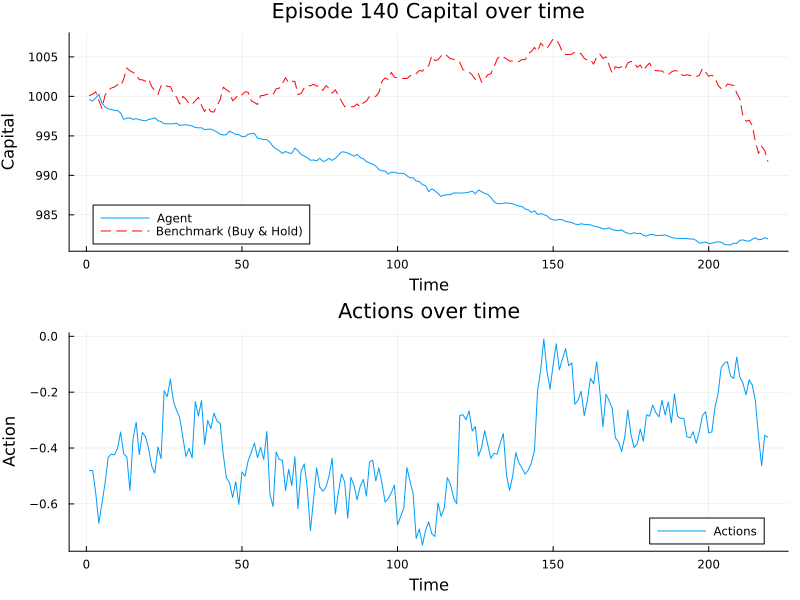 Episode 140 Capital over time
Capital
1005
1000
995
990
985
Agent
Benchmark (Buy & Hold)
0 50 100 150 200
Time
Actions over time
Action
0.0
−0.2
−0.4
−0.6
Actions
0 50 100 150 200
Time